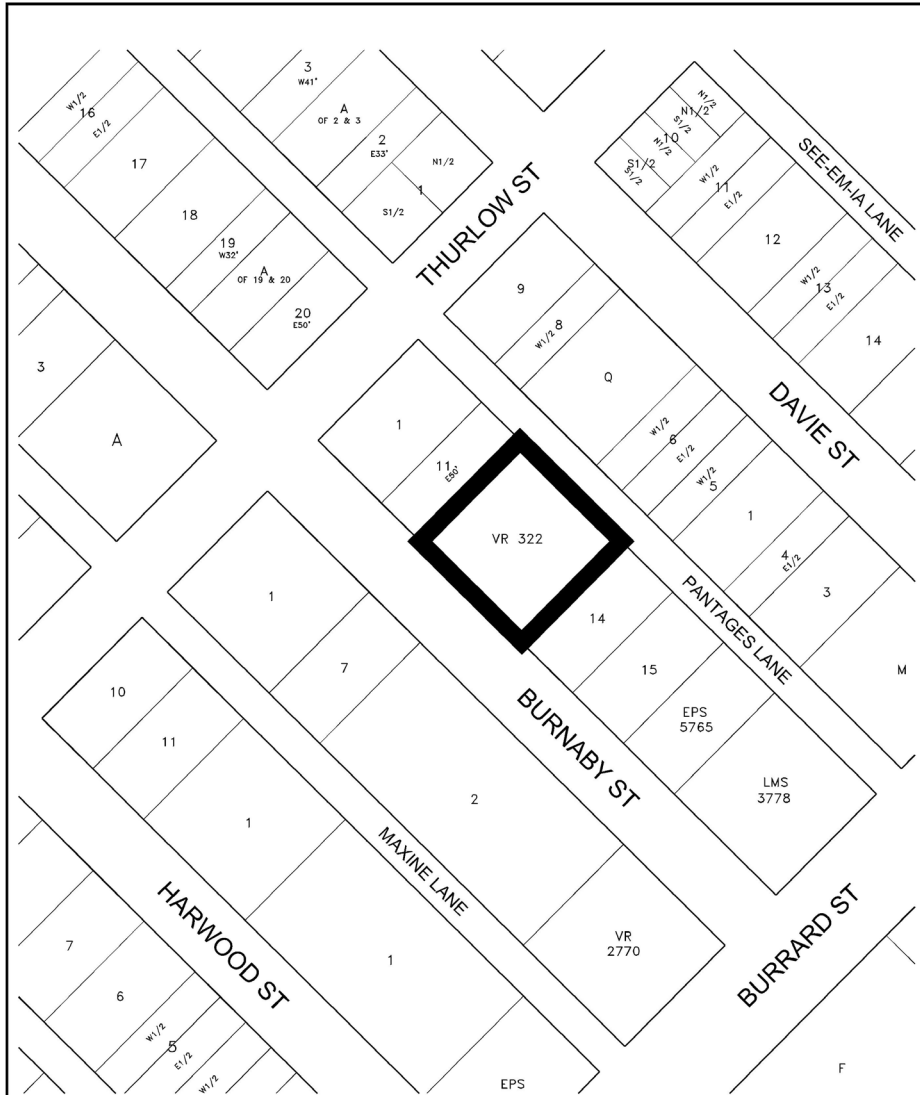 3
W41'
A
OF 2 & 3
2
E33'
N1/2
1
S1/2
W1/2
16
E1/2
17
18
19
W32'
A
OF 19 & 20
20
E50'
THURLOW ST
N1/2
N1/2
S1/2
10
N1/2
S1/2
S1/2
W1/2
11
E1/2
12
W1/2
13
E1/2
14
SEE-EM-IA LANE
9
8
W1/2
Q
W1/2
6
E1/2
W1/2
5
1
4
E1/2
3
M
DAVIE ST
3
A
1
11
E50'
VR 322
14
15
EPS
5765
LMS
3778
PANTAGES LANE
1
7
2
VR
2770
BURNABY ST
10
11
1
1
EPS
MAXINE LANE
HARWOOD ST
7
6
W1/2
5
E1/2
W1/2
BURRARD ST
F